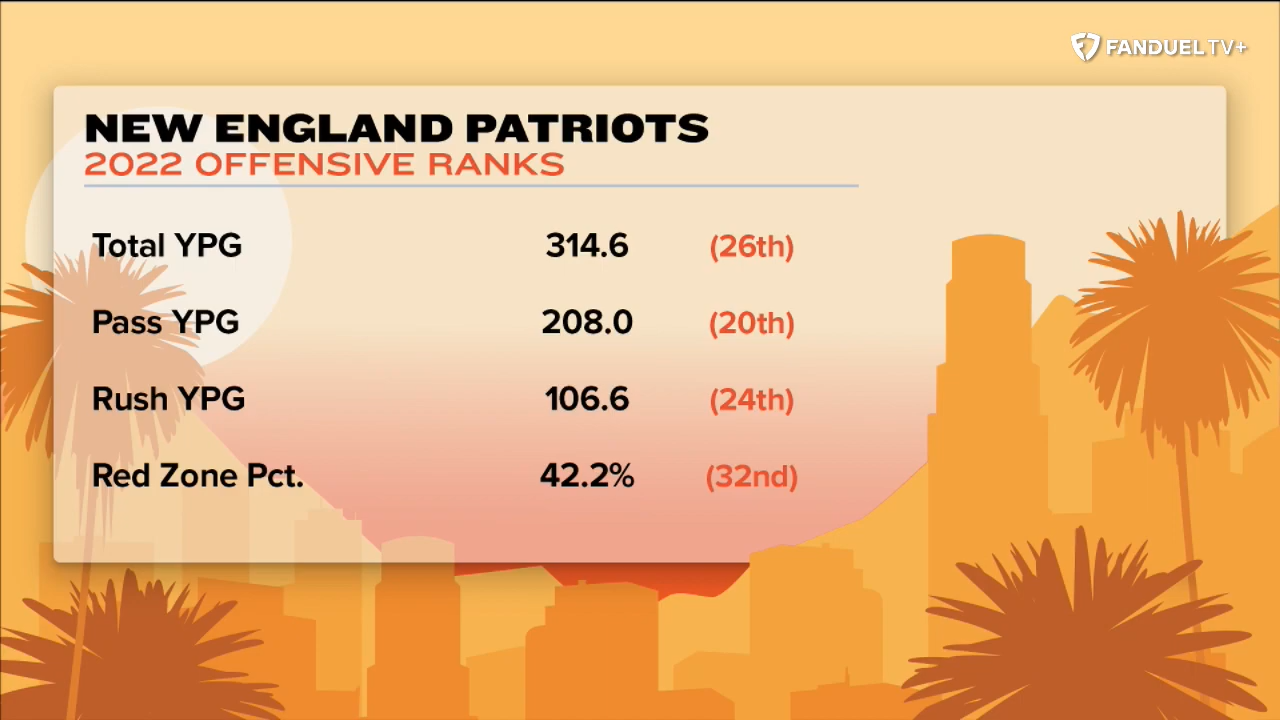 FANDUEL TV+
NEW ENGLAND PATRIOTS
2022 OFFENSIVE RANKS
Total YPG 314.6 (26th)
Pass YPG 208.0 (20th)
Rush YPG 106.6 (24th)
Red Zone Pct. 42.2% (32nd)